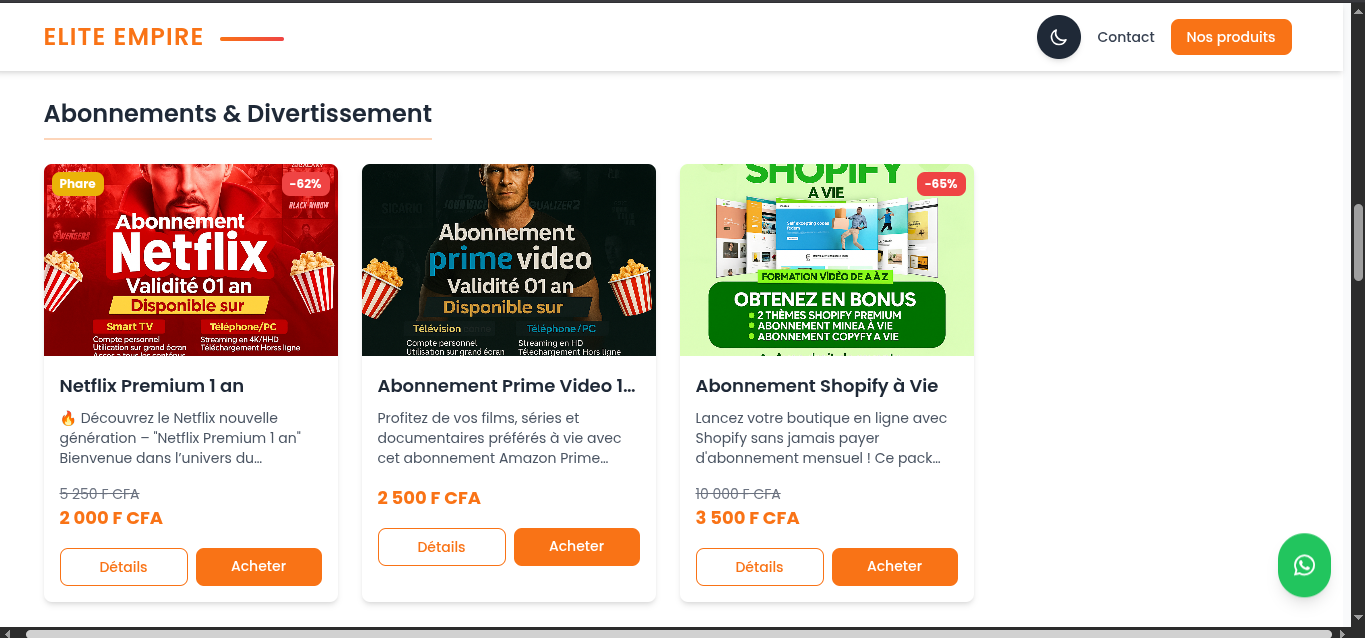 ELITE EMPIRE
Contact
Nos produits
Abonnements & Divertissement
Phare
-62%
BLACK WIDOW
AVENGERS
Abonnement
Netflix
Validité 01 an
Disponible sur
Smart TV
Téléphone/PC
Compte personnel
Streaming en 4K/HHD
Utilisation sur grand écran
Téléchargement Hors ligne
SICARIO
Abonnement
prime video
Validité 01 an
Disponible sur
Télévision
Téléphone/PC
Compte personnel
Streaming en HD
Utilisation sur grand écran
Télechargement Hors ligne
SHOPIFY
-65%
A VIE
FORMATION VÍDEO DE A À Z
OBTENEZ EN BONUS
2 THÈMES SHOPIFY PREMIUM
ABONNEMENT MINEA À VIE
ABONNEMENT COPYFY A VIE
Netflix Premium 1 an
🔥 Découvrez le Netflix nouvelle
génération – "Netflix Premium 1 an"
Bienvenue dans l’univers du...
5 250 F CFA
2 000 F CFA
Détails
Acheter
Abonnement Prime Video 1...
Profitez de vos films, séries et
documentaires préférés à vie avec
cet abonnement Amazon Prime...
2 500 F CFA
Détails
Acheter
Abonnement Shopify à Vie
Lancez votre boutique en ligne avec
Shopify sans jamais payer
d'abonnement mensuel ! Ce pack...
10 000 F CFA
3 500 F CFA
Détails
Acheter